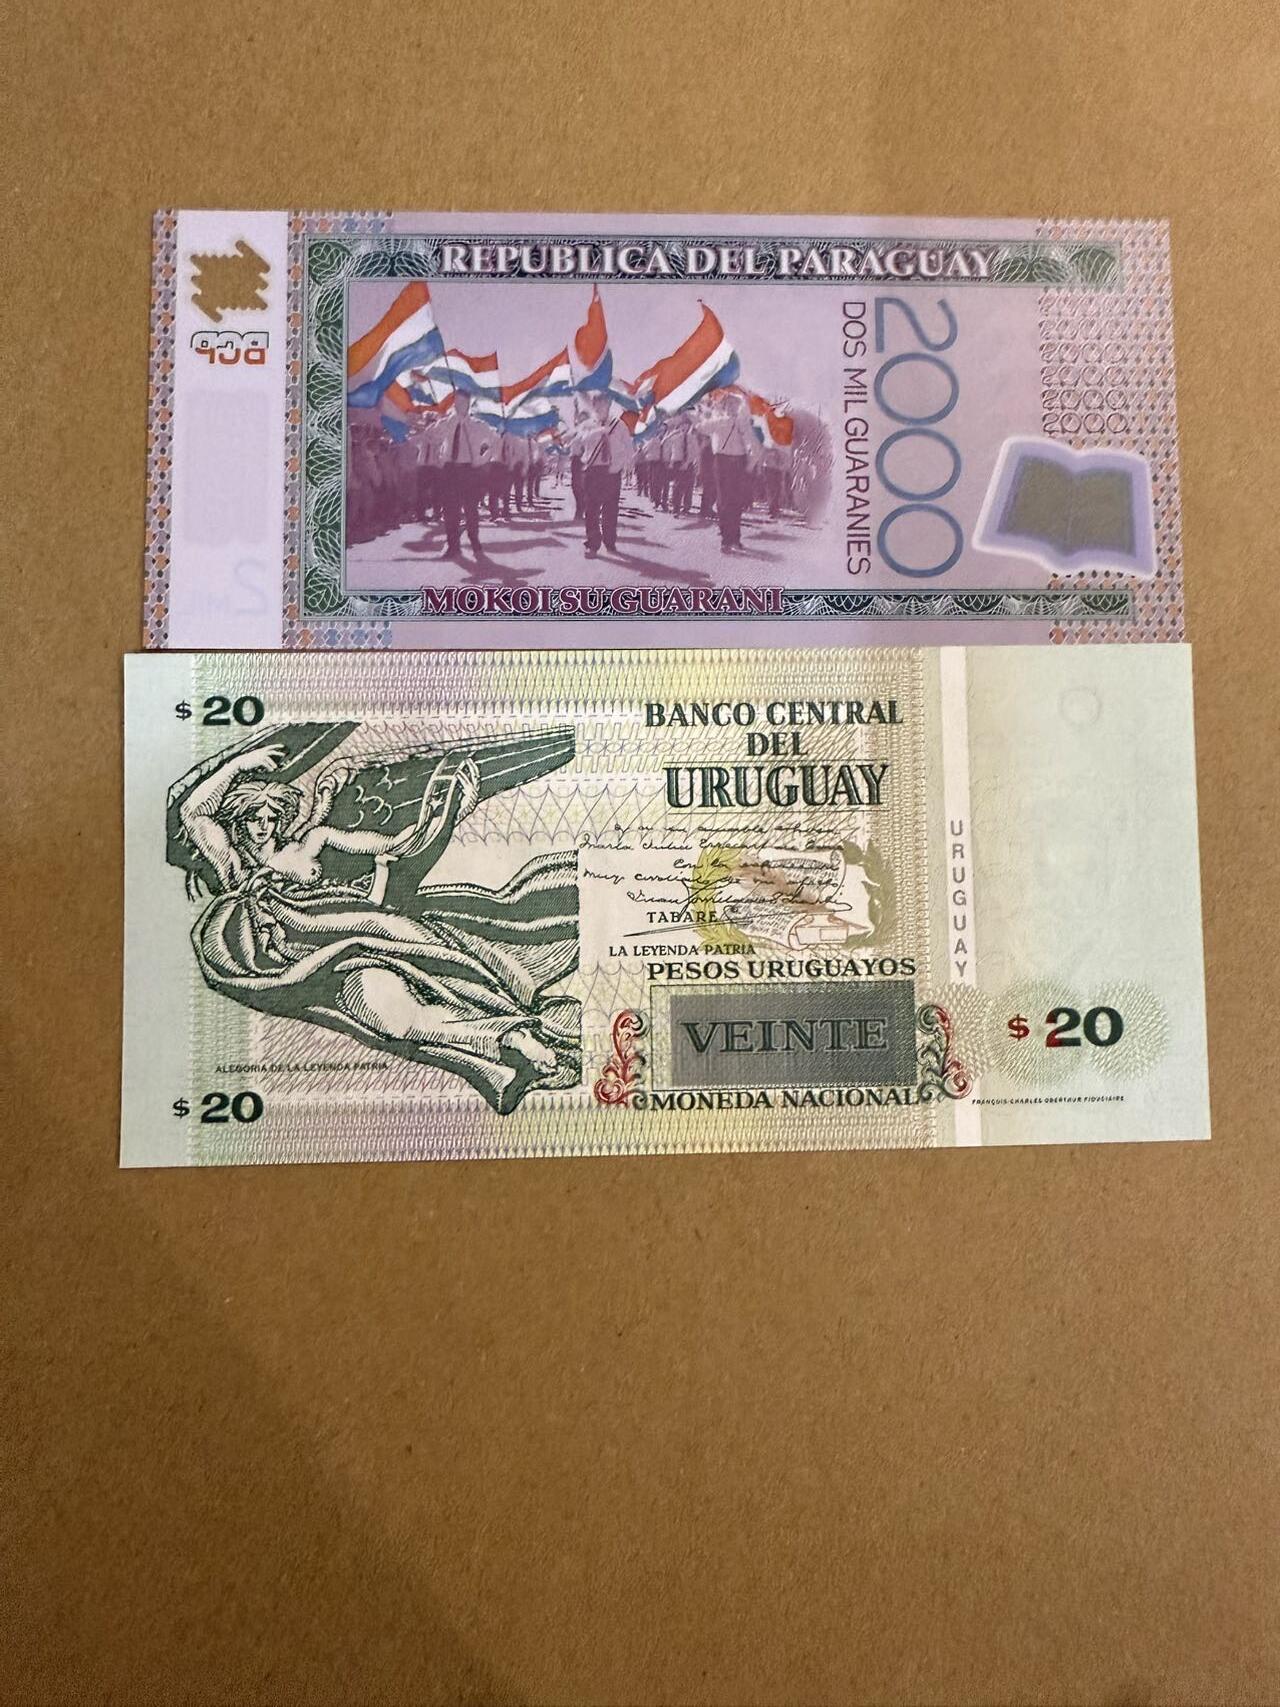 REPUBLICA DEL PARAGUAY
2000
DOS MIL GUARANIES
BCP
MOKOI SU GUARANI
$ 20
BANCO CENTRAL
DEL
URUGUAY
TABARE
LA LEYENDA PATRIA
PESOS URUGUAYOS
VEINTE
MONEDA NACIONAL
URUGUAY
$ 20
ALEGORIA DE LA LEYENDA PATRIA
$ 20
FRANÇOIS-CHARLES OBERTHUR FIDUCIAIRE